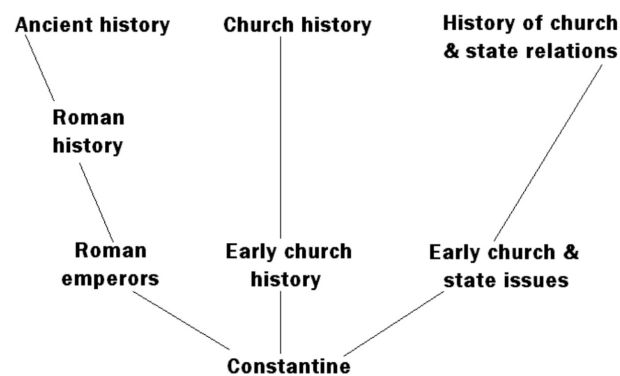 Ancient history
Church history
History of church
& state relations
Roman
history
Roman
emperors
Early church
history
Early church &
state issues
Constantine